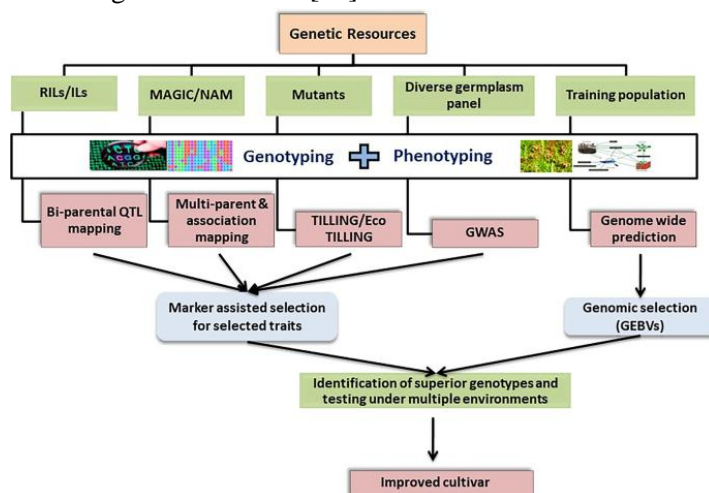 Genetic Resources
RILs/ILs
MAGIC/NAM
Mutants
Diverse germplasm
panel
Training population
Genotyping + Phenotyping
Bi-parental QTL
mapping
Multi-parent &
association
mapping
TILLING/Eco
TILLING
GWAS
Genome wide
prediction
Marker assisted selection
for selected traits
Genomic selection
(GEBVs)
Identification of superior genotypes and
testing under multiple environments
Improved cultivar